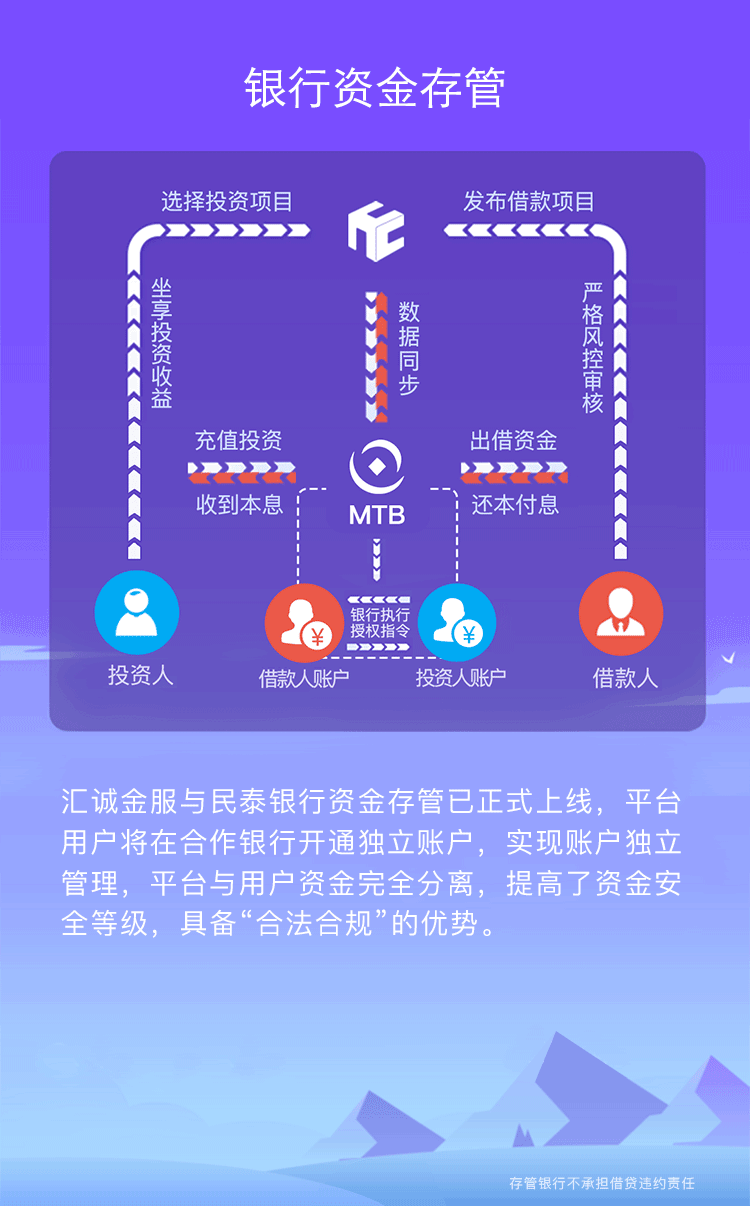 银行资金存管
选择投资项目
发布借款项目
坐享投资收益
数据同步
严格风控审核
充值投资
出借资金
收到本息
还本付息
MTB
银行执行
授权指令
投资人
借款人账户
投资人账户
借款人
汇诚金服与民泰银行资金存管已正式上线，平台
用户将在合作银行开通独立账户，实现账户独立
管理，平台与用户资金完全分离，提高了资金安
全等级，具备“合法合规”的优势。
存管银行不承担借贷违约责任